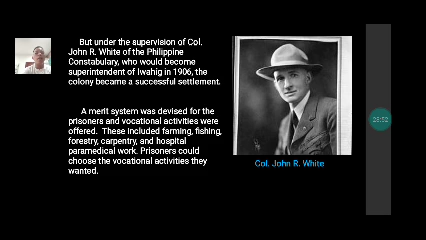 But under the supervision of Col.
John R. White of the Philippine
Constabulary, who would become
superintendent of Iwahig in 1906, the
colony became a successful settlement.
A merit system was devised for the
prisoners and vocational activities were
offered. These included farming, fishing,
forestry, carpentry, and hospital
paramedical work. Prisoners could
choose the vocational activities they
wanted.
Col. John R. White